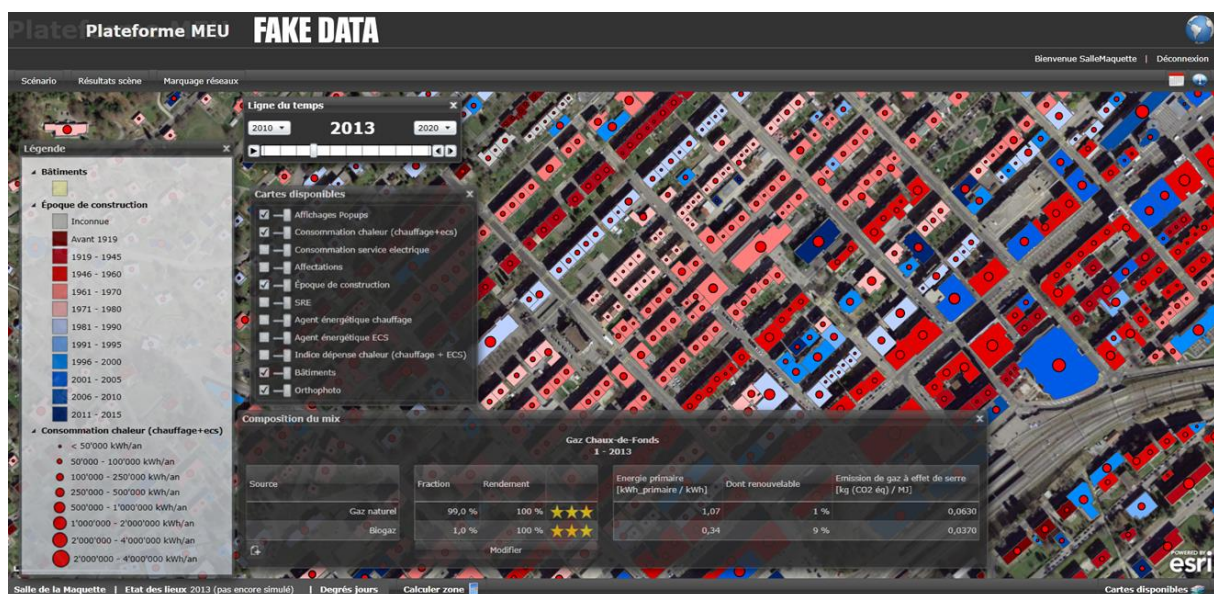 Plateforme MEU
Plateforme MEU FAKE DATA
Bienvenue SalleMaquette | Déconnexion
Scénario Résultats scène Marquage réseaux
Ligne du temps x
2010 2013 2020
Légende x
Bâtiments
Époque de construction
Inconnue
Avant 1919
1919 - 1945
1946 - 1960
1961 - 1970
1971 - 1980
1981 - 1990
1991 - 1995
1996 - 2000
2001 - 2005
2006 - 2010
2011 - 2015
Consommation chaleur (chauffage+ecs)
< 50'000 kWh/an
50'000 - 100'000 kWh/an
100'000 - 250'000 kWh/an
250'000 - 500'000 kWh/an
500'000 - 1'000'000 kWh/an
1'000'000 - 2'000'000 kWh/an
2'000'000 - 4'000'000 kWh/an
2'000'000 - 4'000'000 kWh/an
Cartes disponibles x
Affichages Popups
Consommation chaleur (chauffage+ecs)
Consommation service electrique
Affectations
Époque de construction
SRE
Agent énergétique chauffage
Agent énergétique ECS
Indice dépense chaleur (chauffage + ECS)
Bâtiments
Orthophoto
Composition du mix x
Gaz Chaux-de-Fonds
1 - 2013
Source Fraction Rendement Energie primaire [kWh_primaire / kWh] Dont renouvelable Emission de gaz à effet de serre [kg (CO2 éq) / MJ]
Gaz naturel 99,0 % 100 % 1,07 1 % 0,0630
Biogaz 1,0 % 100 % 0,34 9 % 0,0370
Modifier
POWERED BY
esri
Salle de la Maquette | Etat des lieux 2013 (pas encore simulé) | Degrés jours Calculer zone Cartes disponibles